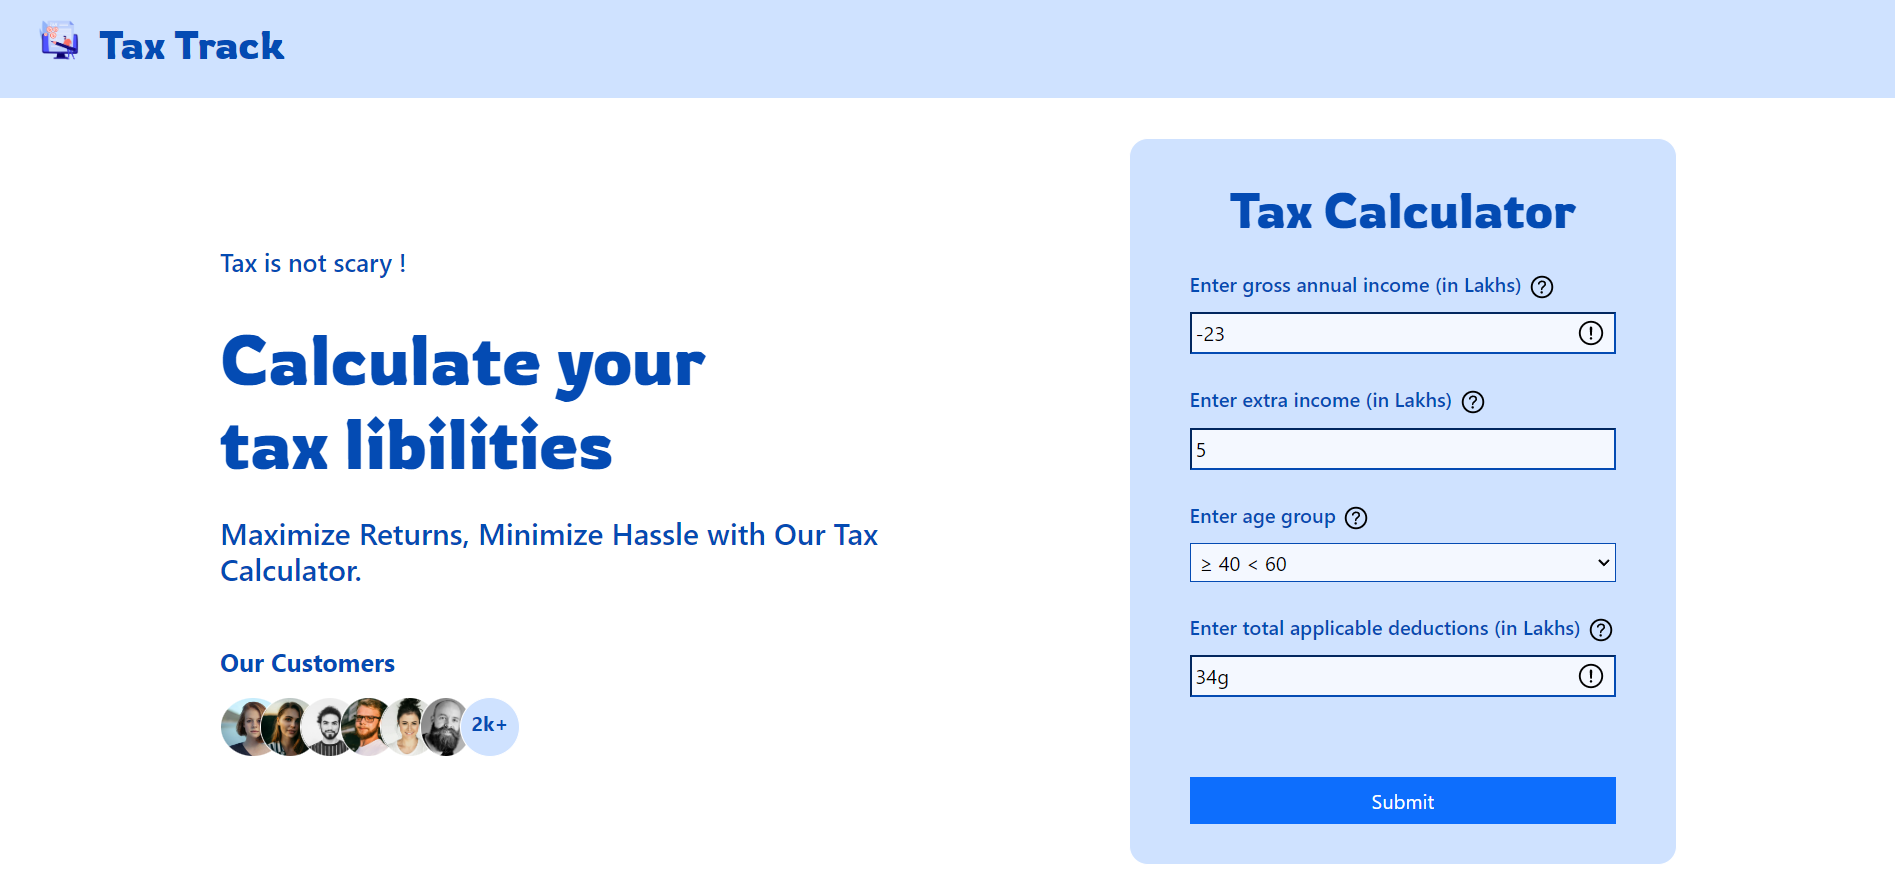 Tax Track
Tax is not scary !
Calculate your
tax libilities
Maximize Returns, Minimize Hassle with Our Tax
Calculator.
Our Customers
2k+
Tax Calculator
Enter gross annual income (in Lakhs) ?
-23 !
Enter extra income (in Lakhs) ?
5
Enter age group ?
≥ 40 < 60
Enter total applicable deductions (in Lakhs) ?
34g !
Submit